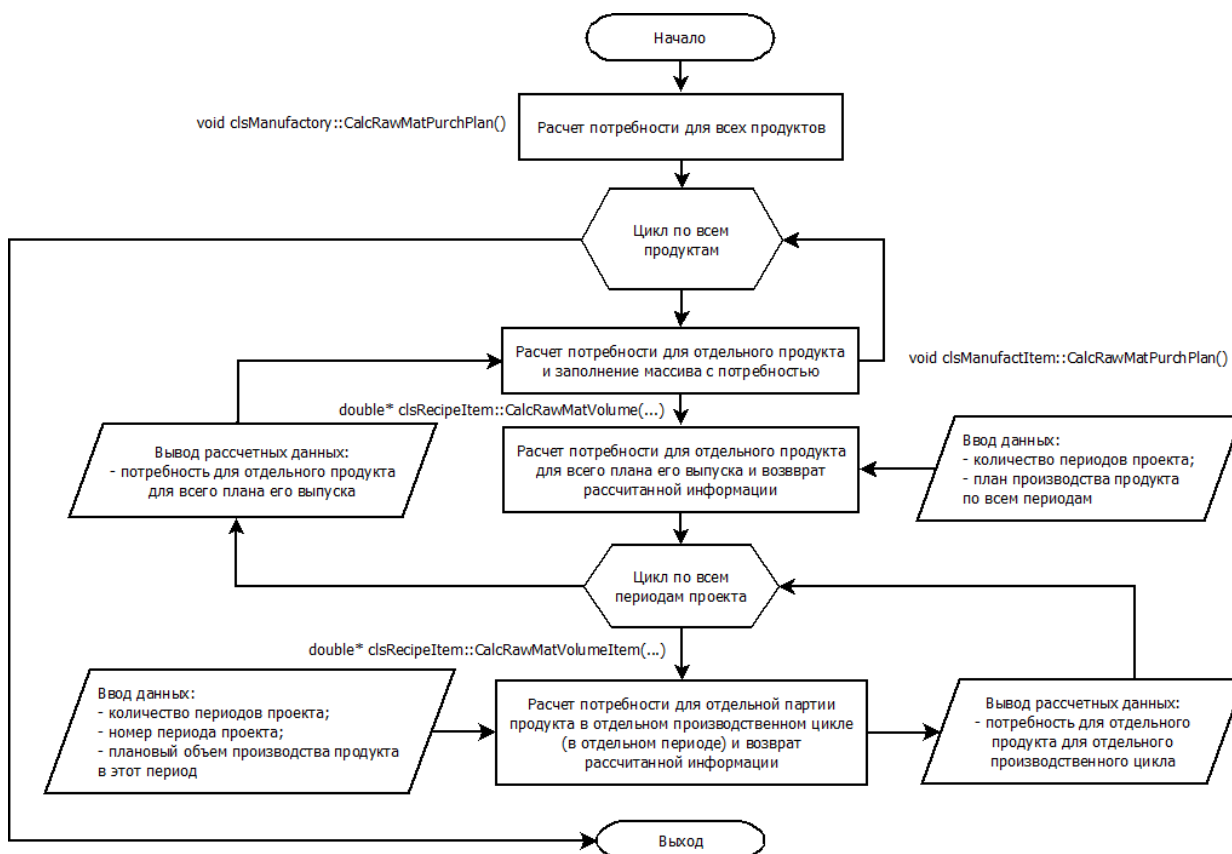 Начало
void clsManufactory::CalcRawMatPurchPlan()
Расчет потребности для всех продуктов
Цикл по всем
продуктам
Расчет потребности для отдельного продукта
и заполнение массива с потребностью
void clsManufactItem::CalcRawMatPurchPlan()
double* clsRecipeItem::CalcRawMatVolume(...)
Вывод рассчетных данных:
- потребность для отдельного продукта
для всего плана его выпуска
Расчет потребности для отдельного продукта
для всего плана его выпуска и возвврат
рассчитанной информации
Ввод данных:
- количество периодов проекта;
- план производства продукта
по всем периодам
Цикл по всем
периодам проекта
double* clsRecipeItem::CalcRawMatVolumeItem(...)
Ввод данных:
- количество периодов проекта;
- номер периода проекта;
- плановый объем производства продукта
в этот период
Расчет потребности для отдельной партии
продукта в отдельном производственном цикле
(в отдельном периоде) и возврат
рассчитанной информации
Вывод рассчетных данных:
- потребность для отдельного
продукта для отдельного
производственного цикла
Выход